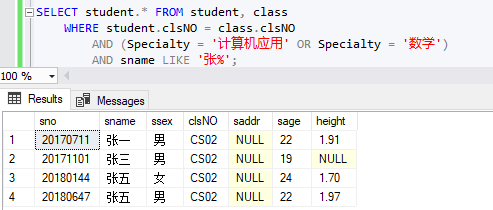 SELECT student.* FROM student, class
WHERE student.clsNO = class.clsNO
AND (Specialty = '计算机应用' OR Specialty = '数学')
AND sname LIKE '张%';
100 %
Results Messages
sno sname ssex clsNO saddr sage height
1 20170711 张一 男 CS02 NULL 22 1.91
2 20171101 张三 男 CS02 NULL 19 NULL
3 20180144 张五 女 CS02 NULL 24 1.70
4 20180647 张五 男 CS02 NULL 22 1.97